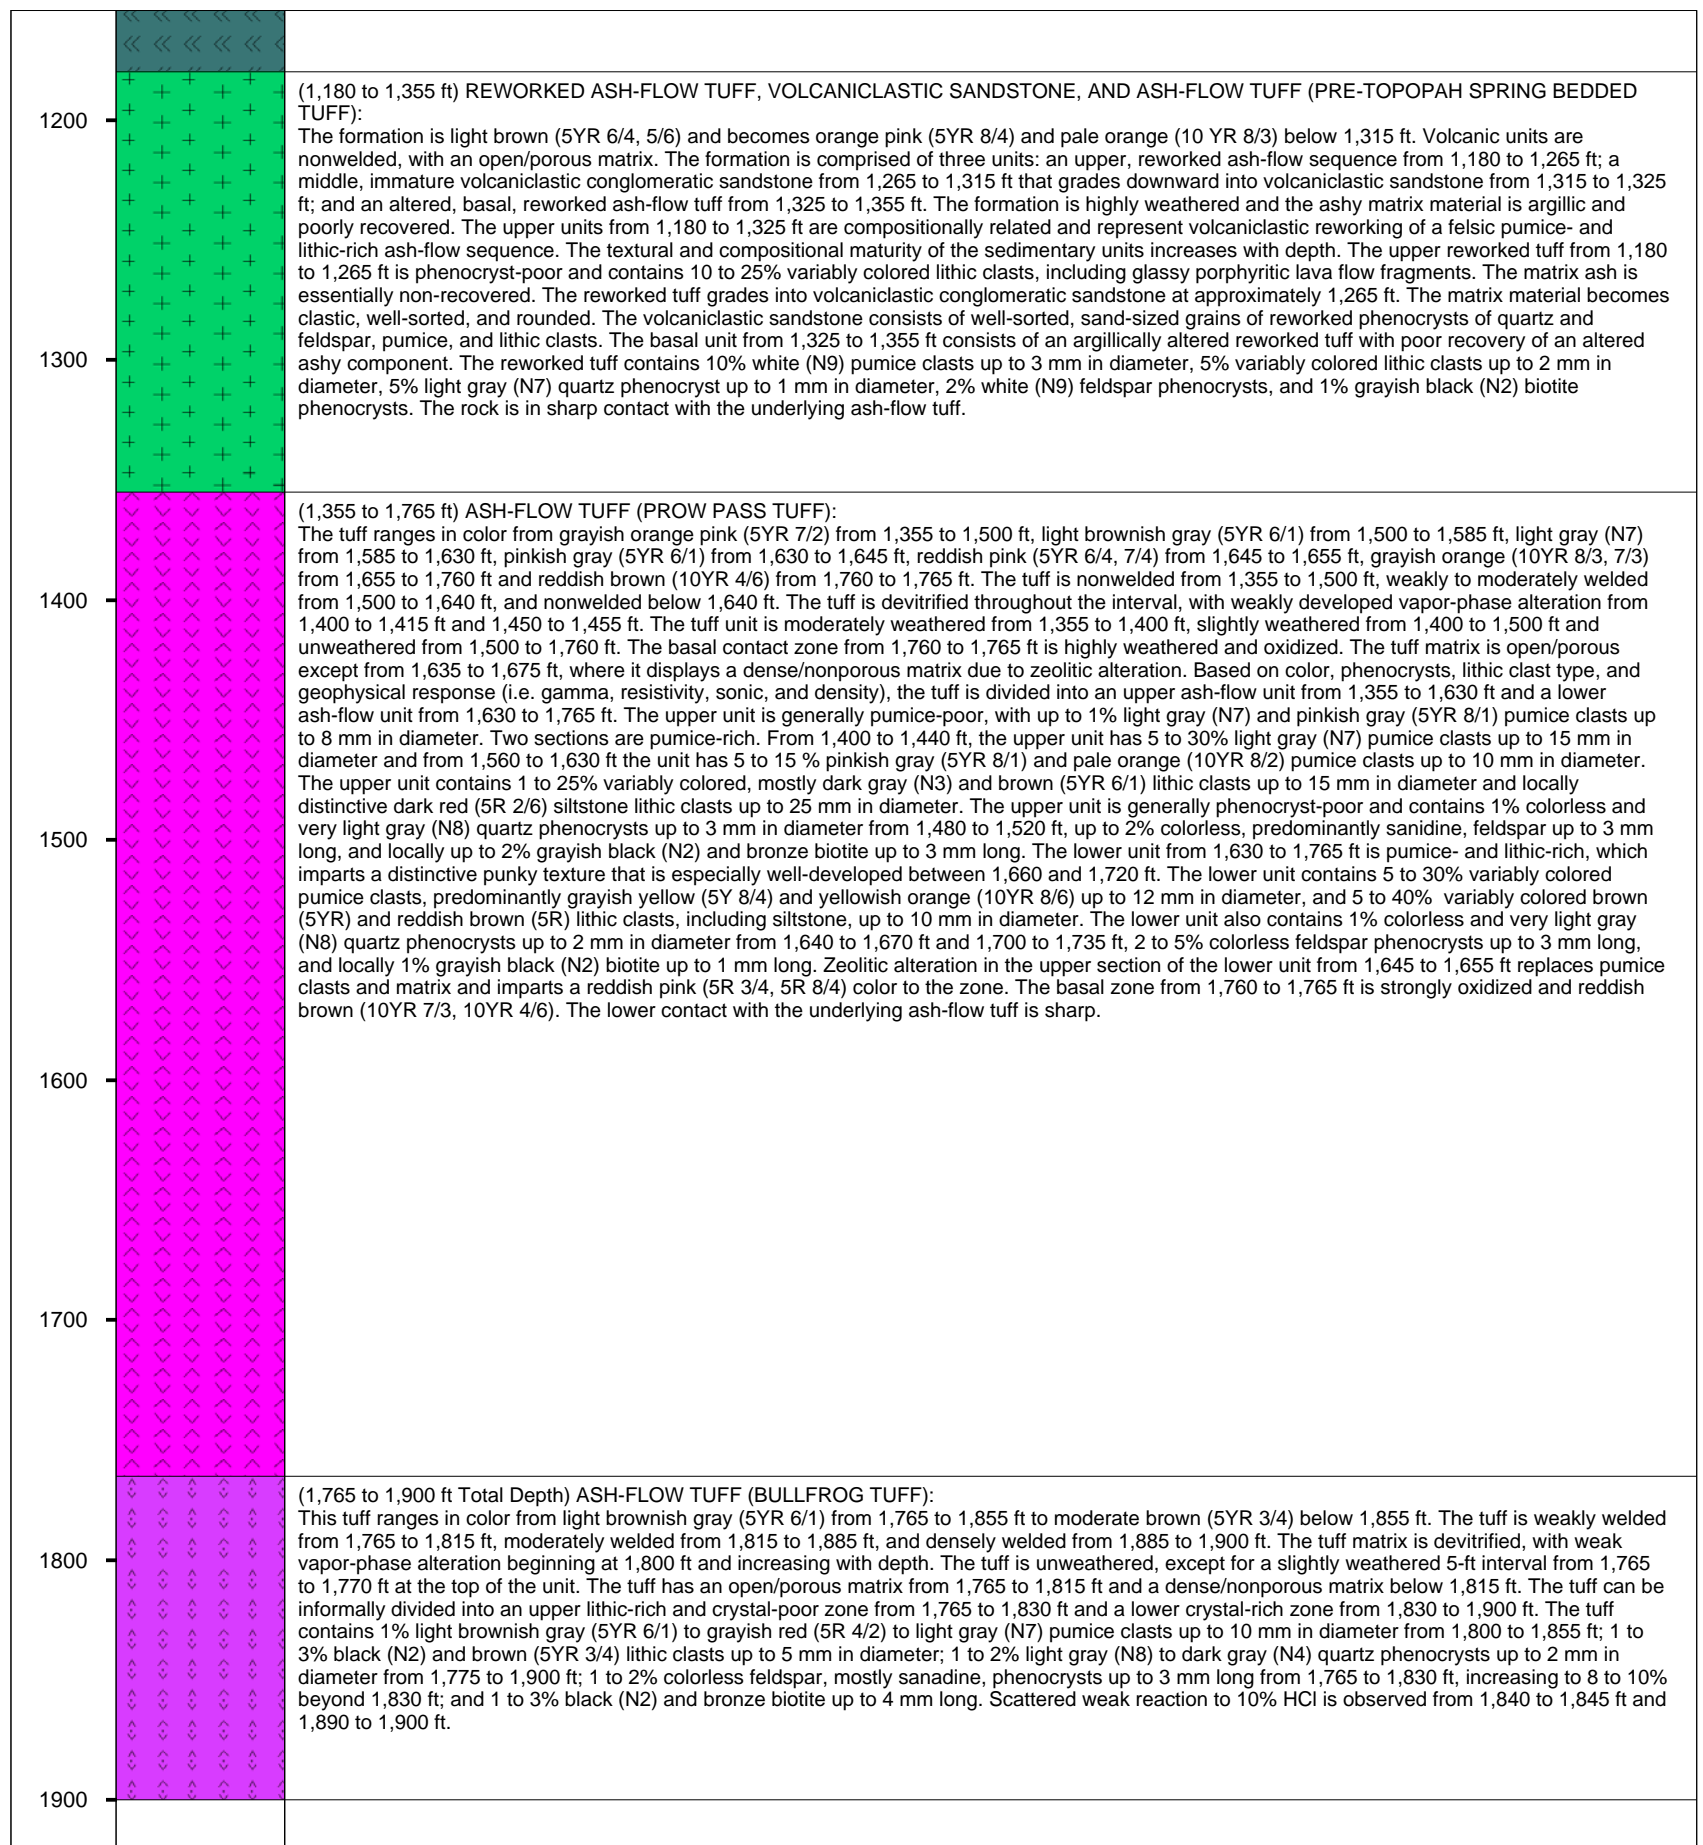 (1,180 to 1,355 ft) REWORKED ASH-FLOW TUFF, VOLCANICLASTIC SANDSTONE, AND ASH-FLOW TUFF (PRE-TOPOPAH SPRING BEDDED
TUFF):
1200
The formation is light brown (5YR 6/4, 5/6) and becomes orange pink (5YR 8/4) and pale orange (10 YR 8/3) below 1,315 ft. Volcanic units are
nonwelded, with an open/porous matrix. The formation is comprised of three units: an upper, reworked ash-flow sequence from 1,180 to 1,265 ft; a
middle, immature volcaniclastic conglomeratic sandstone from 1,265 to 1,315 ft that grades downward into volcaniclastic sandstone from 1,315 to 1,325
ft; and an altered, basal, reworked ash-flow tuff from 1,325 to 1,355 ft. The formation is highly weathered and the ashy matrix material is argillic and
poorly recovered. The upper units from 1,180 to 1,325 ft are compositionally related and represent volcaniclastic reworking of a felsic pumice- and
lithic-rich ash-flow sequence. The textural and compositional maturity of the sedimentary units increases with depth. The upper reworked tuff from 1,180
to 1,265 ft is phenocryst-poor and contains 10 to 25% variably colored lithic clasts, including glassy porphyritic lava flow fragments. The matrix ash is
essentially non-recovered. The reworked tuff grades into volcaniclastic conglomeratic sandstone at approximately 1,265 ft. The matrix material becomes
clastic, well-sorted, and rounded. The volcaniclastic sandstone consists of well-sorted, sand-sized grains of reworked phenocrysts of quartz and
feldspar, pumice, and lithic clasts. The basal unit from 1,325 to 1,355 ft consists of an argillically altered reworked tuff with poor recovery of an altered
1300
ashy component. The reworked tuff contains 10% white (N9) pumice clasts up to 3 mm in diameter, 5% variably colored lithic clasts up to 2 mm in
diameter, 5% light gray (N7) quartz phenocryst up to 1 mm in diameter, 2% white (N9) feldspar phenocrysts, and 1% grayish black (N2) biotite
phenocrysts. The rock is in sharp contact with the underlying ash-flow tuff.
(1,355 to 1,765 ft) ASH-FLOW TUFF (PROW PASS TUFF):
The tuff ranges in color from grayish orange pink (5YR 7/2) from 1,355 to 1,500 ft, light brownish gray (5YR 6/1) from 1,500 to 1,585 ft, light gray (N7)
from 1,585 to 1,630 ft, pinkish gray (5YR 6/1) from 1,630 to 1,645 ft, reddish pink (5YR 6/4, 7/4) from 1,645 to 1,655 ft, grayish orange (10YR 8/3, 7/3)
from 1,655 to 1,760 ft and reddish brown (10YR 4/6) from 1,760 to 1,765 ft. The tuff is nonwelded from 1,355 to 1,500 ft, weakly to moderately welded
1400
from 1,500 to 1,640 ft, and nonwelded below 1,640 ft. The tuff is devitrified throughout the interval, with weakly developed vapor-phase alteration from
1,400 to 1,415 ft and 1,450 to 1,455 ft. The tuff unit is moderately weathered from 1,355 to 1,400 ft, slightly weathered from 1,400 to 1,500 ft and
unweathered from 1,500 to 1,760 ft. The basal contact zone from 1,760 to 1,765 ft is highly weathered and oxidized. The tuff matrix is open/porous
except from 1,635 to 1,675 ft, where it displays a dense/nonporous matrix due to zeolitic alteration. Based on color, phenocrysts, lithic clast type, and
geophysical response (i.e. gamma, resistivity, sonic, and density), the tuff is divided into an upper ash-flow unit from 1,355 to 1,630 ft and a lower
ash-flow unit from 1,630 to 1,765 ft. The upper unit is generally pumice-poor, with up to 1% light gray (N7) and pinkish gray (5YR 8/1) pumice clasts up
to 8 mm in diameter. Two sections are pumice-rich. From 1,400 to 1,440 ft, the upper unit has 5 to 30% light gray (N7) pumice clasts up to 15 mm in
diameter and from 1,560 to 1,630 ft the unit has 5 to 15 % pinkish gray (5YR 8/1) and pale orange (10YR 8/2) pumice clasts up to 10 mm in diameter.
The upper unit contains 1 to 25% variably colored, mostly dark gray (N3) and brown (5YR 6/1) lithic clasts up to 15 mm in diameter and locally
distinctive dark red (5R 2/6) siltstone lithic clasts up to 25 mm in diameter. The upper unit is generally phenocryst-poor and contains 1% colorless and
very light gray (N8) quartz phenocrysts up to 3 mm in diameter from 1,480 to 1,520 ft, up to 2% colorless, predominantly sanidine, feldspar up to 3 mm
1500
long, and locally up to 2% grayish black (N2) and bronze biotite up to 3 mm long. The lower unit from 1,630 to 1,765 ft is pumice- and lithic-rich, which
imparts a distinctive punky texture that is especially well-developed between 1,660 and 1,720 ft. The lower unit contains 5 to 30% variably colored
pumice clasts, predominantly grayish yellow (5Y 8/4) and yellowish orange (10YR 8/6) up to 12 mm in diameter, and 5 to 40% variably colored brown
(5YR) and reddish brown (5R) lithic clasts, including siltstone, up to 10 mm in diameter. The lower unit also contains 1% colorless and very light gray
(N8) quartz phenocrysts up to 2 mm in diameter from 1,640 to 1,670 ft and 1,700 to 1,735 ft, 2 to 5% colorless feldspar phenocrysts up to 3 mm long,
and locally 1% grayish black (N2) biotite up to 1 mm long. Zeolitic alteration in the upper section of the lower unit from 1,645 to 1,655 ft replaces pumice
clasts and matrix and imparts a reddish pink (5R 3/4, 5R 8/4) color to the zone. The basal zone from 1,760 to 1,765 ft is strongly oxidized and reddish
brown (10YR 7/3, 10YR 4/6). The lower contact with the underlying ash-flow tuff is sharp.
1600
1700
(1,765 to 1,900 ft Total Depth) ASH-FLOW TUFF (BULLFROG TUFF):
This tuff ranges in color from light brownish gray (5YR 6/1) from 1,765 to 1,855 ft to moderate brown (5YR 3/4) below 1,855 ft. The tuff is weakly welded
from 1,765 to 1,815 ft, moderately welded from 1,815 to 1,885 ft, and densely welded from 1,885 to 1,900 ft. The tuff matrix is devitrified, with weak
1800
vapor-phase alteration beginning at 1,800 ft and increasing with depth. The tuff is unweathered, except for a slightly weathered 5-ft interval from 1,765
to 1,770 ft at the top of the unit. The tuff has an open/porous matrix from 1,765 to 1,815 ft and a dense/nonporous matrix below 1,815 ft. The tuff can be
informally divided into an upper lithic-rich and crystal-poor zone from 1,765 to 1,830 ft and a lower crystal-rich zone from 1,830 to 1,900 ft. The tuff
contains 1% light brownish gray (5YR 6/1) to grayish red (5R 4/2) to light gray (N7) pumice clasts up to 10 mm in diameter from 1,800 to 1,855 ft; 1 to
3% black (N2) and brown (5YR 3/4) lithic clasts up to 5 mm in diameter; 1 to 2% light gray (N8) to dark gray (N4) quartz phenocrysts up to 2 mm in
diameter from 1,775 to 1,900 ft; 1 to 2% colorless feldspar, mostly sanadine, phenocrysts up to 3 mm long from 1,765 to 1,830 ft, increasing to 8 to 10%
beyond 1,830 ft; and 1 to 3% black (N2) and bronze biotite up to 4 mm long. Scattered weak reaction to 10% HCl is observed from 1,840 to 1,845 ft and
1,890 to 1,900 ft.
1900